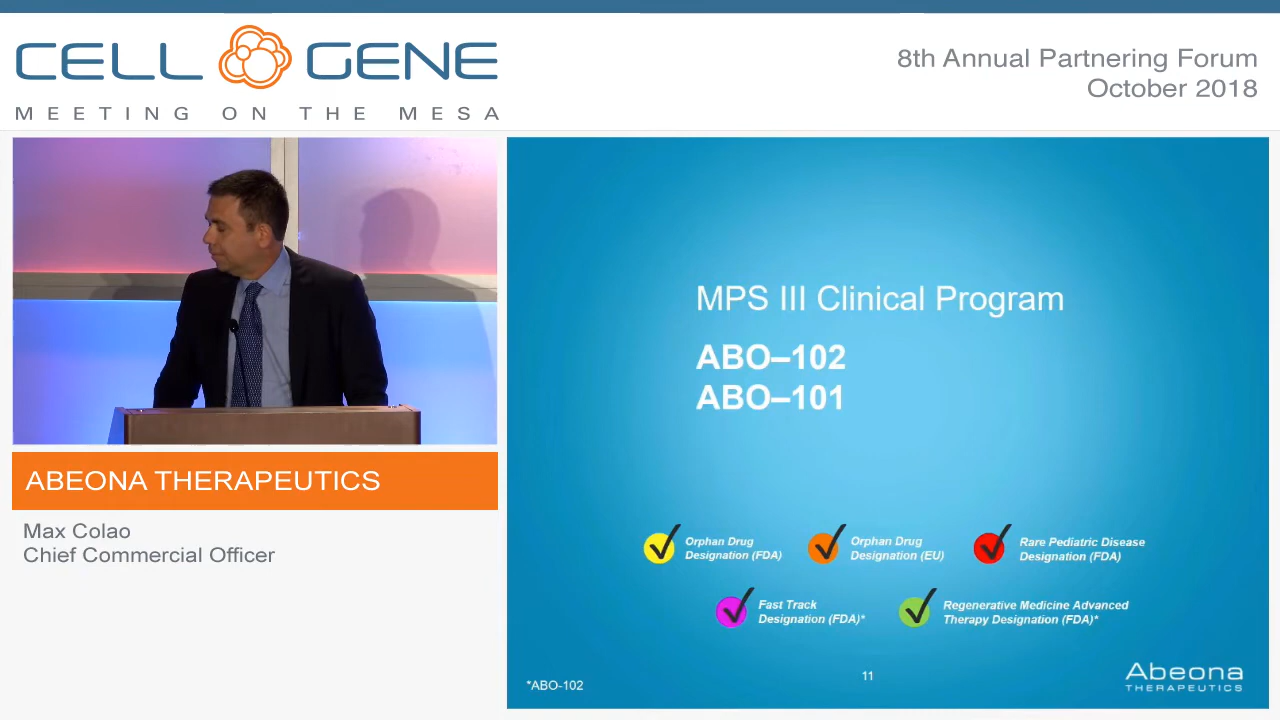 CELL GENE
MEETING ON THE MESA
8th Annual Partnering Forum
October 2018
ABEONA THERAPEUTICS
Max Colao
Chief Commercial Officer
MPS III Clinical Program
ABO–102
ABO–101
Orphan Drug
Designation (FDA)
Orphan Drug
Designation (EU)
Rare Pediatric Disease
Designation (FDA)
Fast Track
Designation (FDA)*
Regenerative Medicine Advanced
Therapy Designation (FDA)*
*ABO-102
11
Abeona
THERAPEUTICS